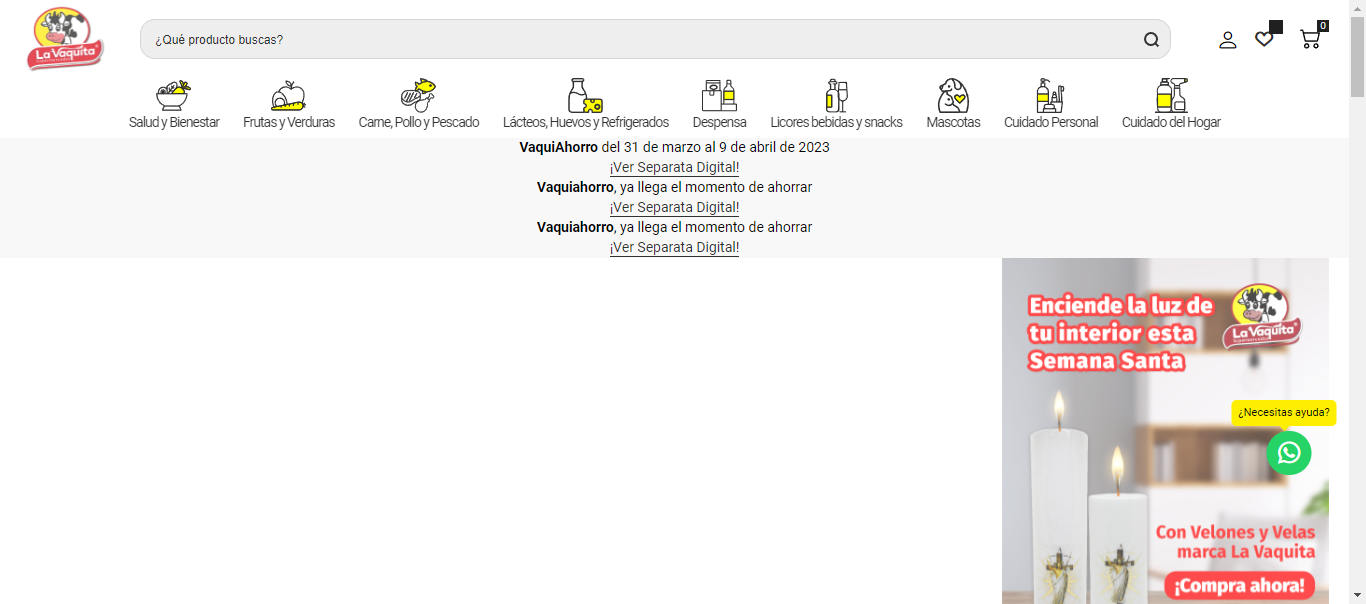 La Vaquita
¿Qué producto buscas?
0
Salud y Bienestar
Frutas y Verduras
Carne, Pollo y Pescado
Lácteos, Huevos y Refrigerados
Despensa
Licores bebidas y snacks
Mascotas
Cuidado Personal
Cuidado del Hogar
VaquiAhorro del 31 de marzo al 9 de abril de 2023
¡Ver Separata Digital!
Vaquiahorro, ya llega el momento de ahorrar
¡Ver Separata Digital!
Vaquiahorro, ya llega el momento de ahorrar
¡Ver Separata Digital!
Enciende la luz de
tu interior esta
Semana Santa
La Vaquita
Supermercados
¿Necesitas ayuda?
Con Velones y Velas
marca La Vaquita
¡Compra ahora!